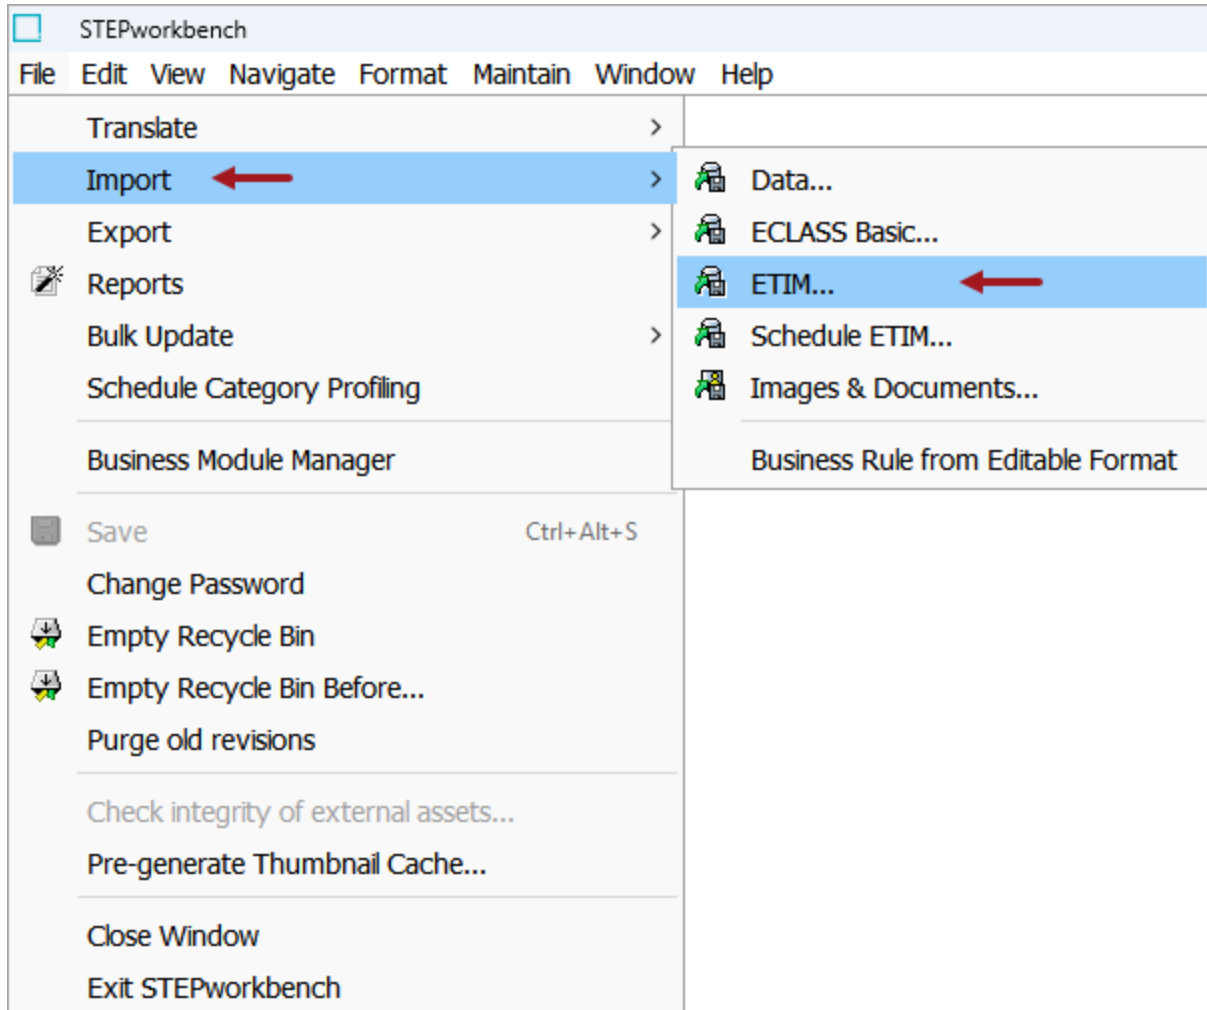 STEPworkbench
File Edit View Navigate Format Maintain Window Help
Translate
Import
Export
Reports
Bulk Update
Schedule Category Profiling
Business Module Manager
Save Ctrl+Alt+S
Change Password
Empty Recycle Bin
Empty Recycle Bin Before...
Purge old revisions
Check integrity of external assets...
Pre-generate Thumbnail Cache...
Close Window
Exit STEPworkbench
Data...
ECLASS Basic...
ETIM...
Schedule ETIM...
Images & Documents...
Business Rule from Editable Format